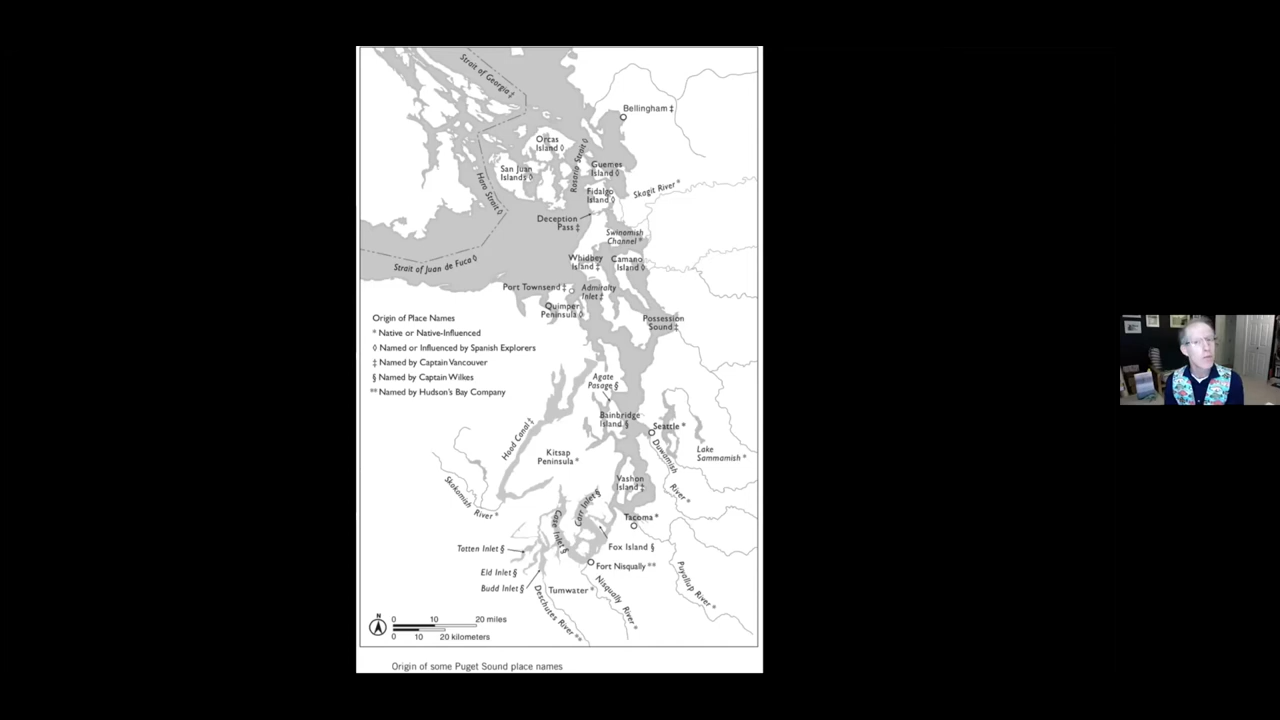 Strait of Georgia ‡
Bellingham ‡
Orcas
Island ◊
Rosario Strait ◊
San Juan
Islands ◊
Guemes
Island ◊
Haro Strait ◊
Fidalgo
Island ◊
Skagit River *
Deception
Pass ‡
Swinomish
Channel *
Whidbey
Island ‡
Camano
Island ◊
Strait of Juan de Fuca ◊
Port Townsend ‡
Admiralty
Inlet ‡
Quimper
Peninsula ◊
Possession
Sound ‡
Origin of Place Names
* Native or Native-Influenced
◊ Named or Influenced by Spanish Explorers
‡ Named by Captain Vancouver
§ Named by Captain Wilkes
** Named by Hudson's Bay Company
Agate
Pasage §
Bainbridge
Island §
Seattle *
Hood Canal ‡
Duwamish
River *
Lake
Sammamish *
Kitsap
Peninsula *
Vashon
Island ‡
Skokomish
River *
Carr Inlet §
Case Inlet §
Tacoma *
Totten Inlet §
Fox Island §
Fort Nisqually **
Eld Inlet §
Budd Inlet §
Tumwater *
Nisqually
River *
Puyallup River *
Deschutes River **
N
0 10 20 miles
0 10 20 kilometers
Origin of some Puget Sound place names